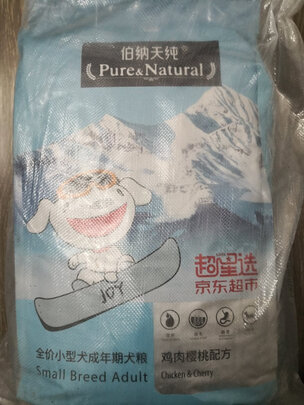 伯纳天纯
Pure&Natural
超星选
京东超市
JOY
全价小型犬成年期犬粮
Small Breed Adult
鸡肉樱桃配方
Chicken & Cherry